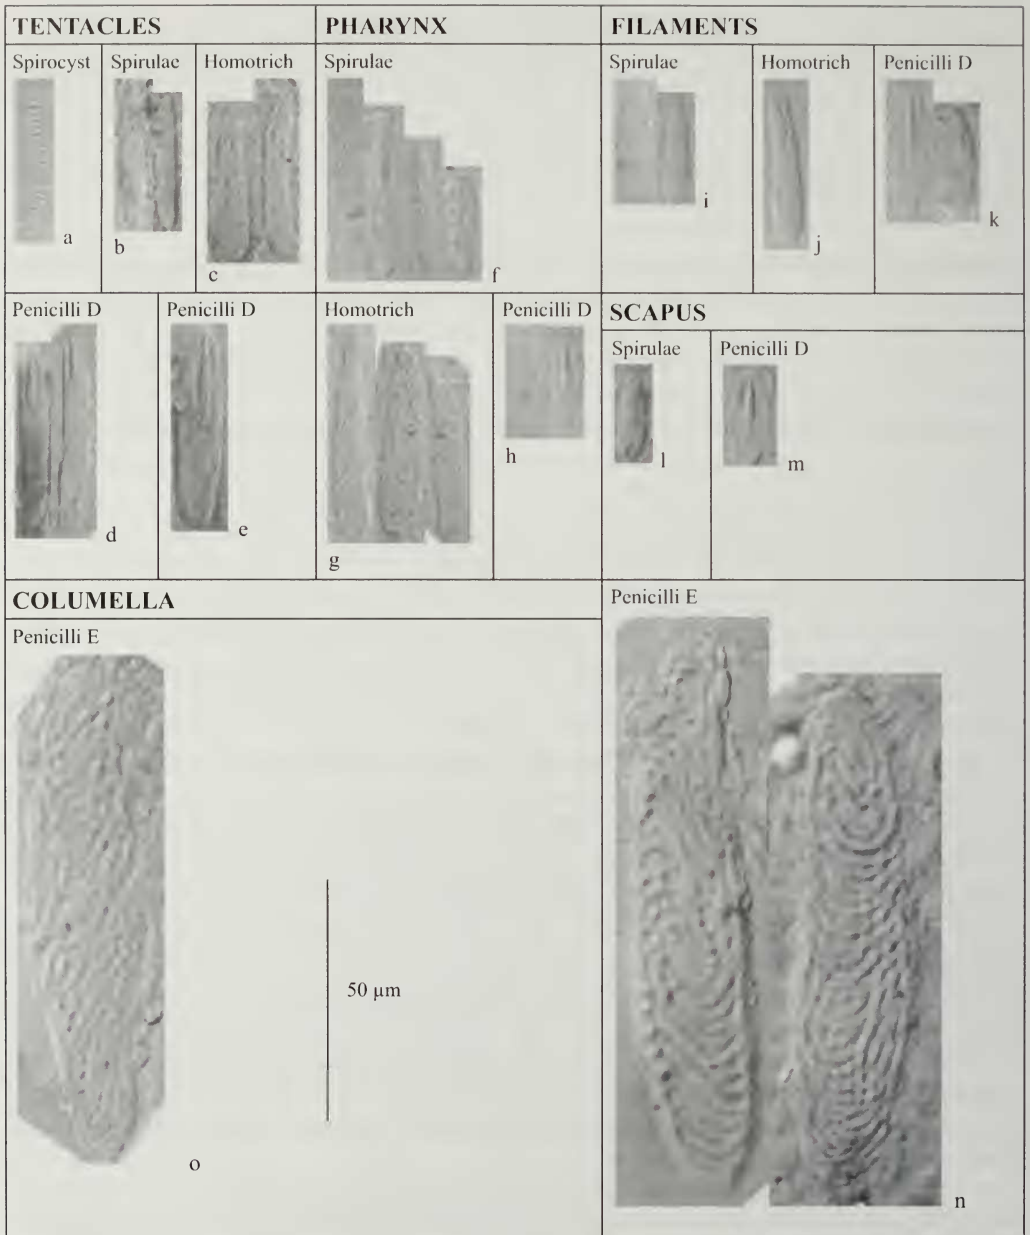 TENTACLES
Spirocyst
a
Spirulae
b
Homotrich
c
Penicilli D
d
Penicilli D
e
PHARYNX
Spirulae
f
Homotrich
g
Penicilli D
h
FILAMENTS
Spirulae
i
Homotrich
j
Penicilli D
k
SCAPUS
Spirulae
l
Penicilli D
m
COLUMELLA
Penicilli E
o
50 µm
Penicilli E
n